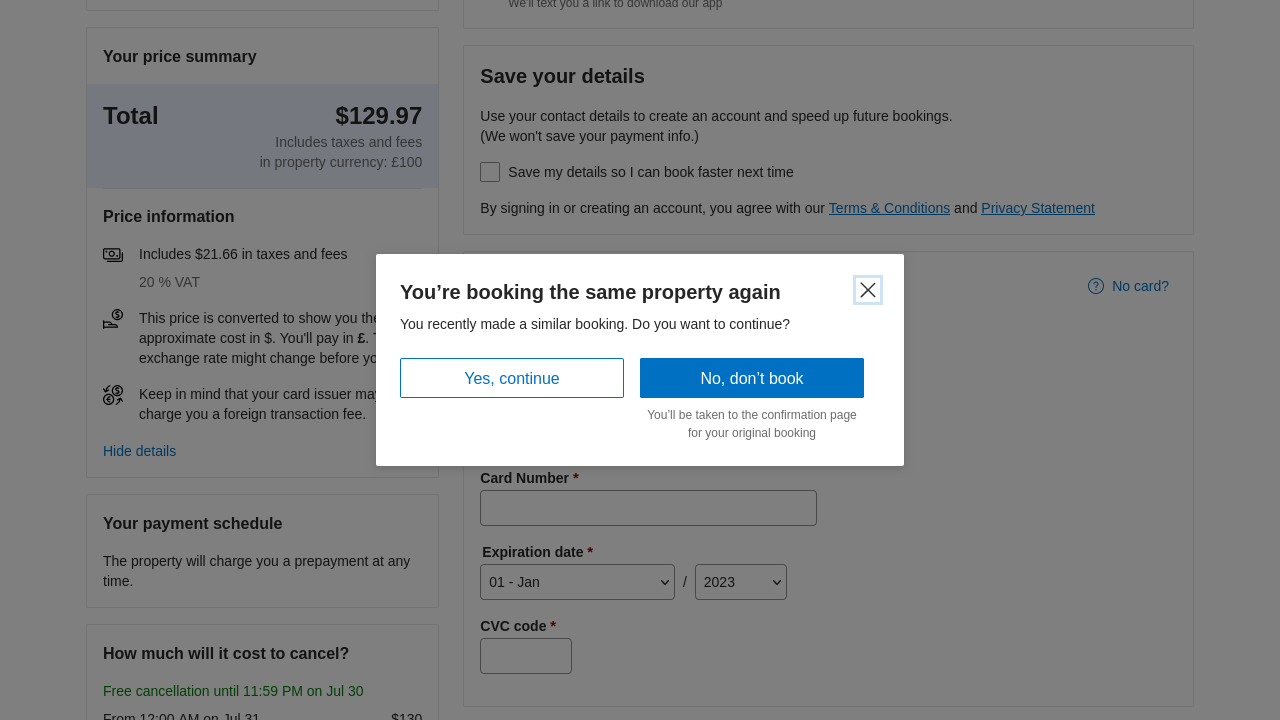 We'll text you a link to download our app
Your price summary
Total
$129.97
Includes taxes and fees
in property currency: £100
Price information
Includes $21.66 in taxes and fees
20 % VAT
This price is converted to show you the
approximate cost in $. You'll pay in £.
exchange rate might change before
Keep in mind that your card issuer may
charge you a foreign transaction fee.
Hide details
Your payment schedule
The property will charge you a prepayment at any
time.
How much will it cost to cancel?
Free cancellation until 11:59 PM on Jul 30
From 12:00 AM on Jul 31
$130
Save your details
Use your contact details to create an account and speed up future bookings.
(We won't save your payment info.)
Save my details so I can book faster next time
By signing in or creating an account, you agree with our Terms & Conditions and Privacy Statement
No card?
You’re booking the same property again
You recently made a similar booking. Do you want to continue?
Yes, continue
No, don’t book
You’ll be taken to the confirmation page
for your original booking
Card Number *
Expiration date *
01 - Jan
/
2023
CVC code *